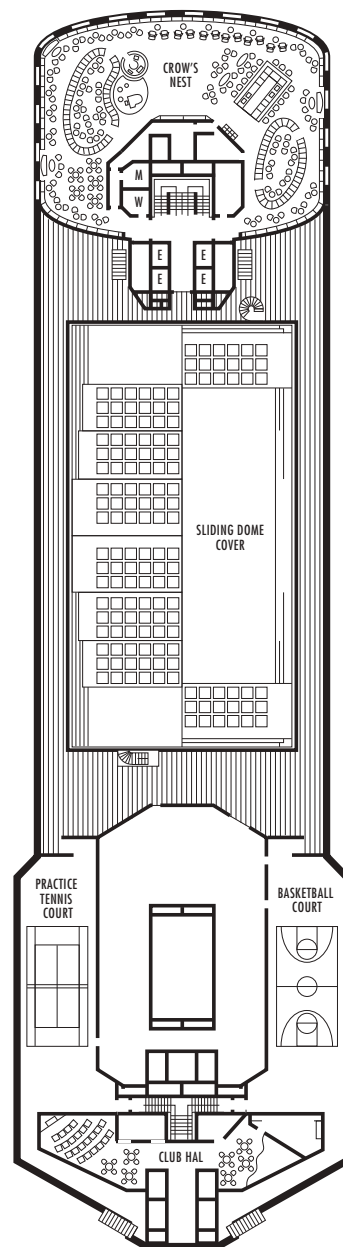 CROW'S
NEST
M
W
E
E
E
E
SLIDING DOME
COVER
PRACTICE
TENNIS
COURT
BASKETBALL
COURT
CLUB HAL